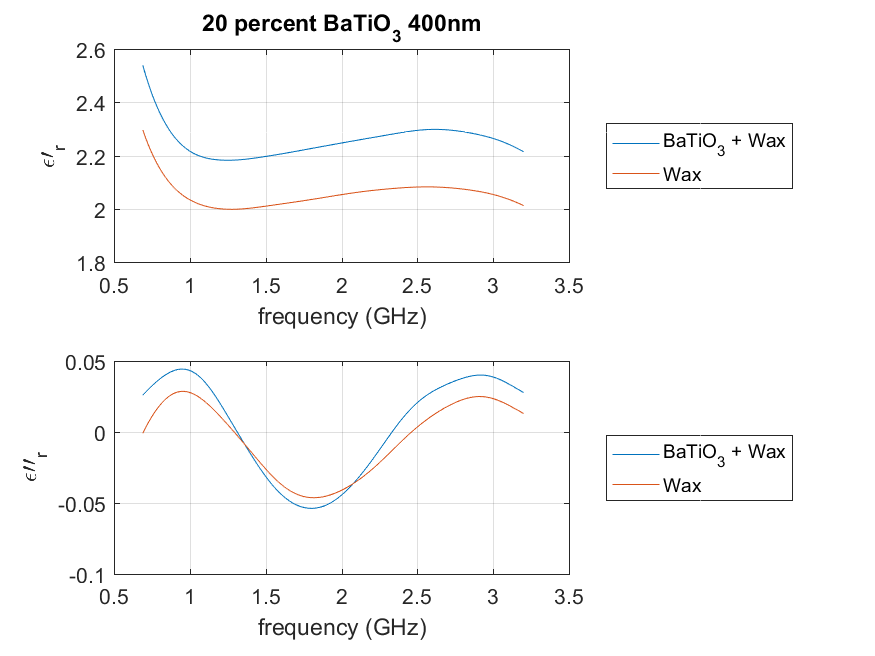 20 percent BaTiO₃ 400nm
2.6
2.4
2.2
2
1.8
ϵ′ᵣ
0.5 1 1.5 2 2.5 3 3.5
frequency (GHz)
BaTiO₃ + Wax
Wax
0.05
0
-0.05
-0.1
ϵ′′ᵣ
0.5 1 1.5 2 2.5 3 3.5
frequency (GHz)
BaTiO₃ + Wax
Wax